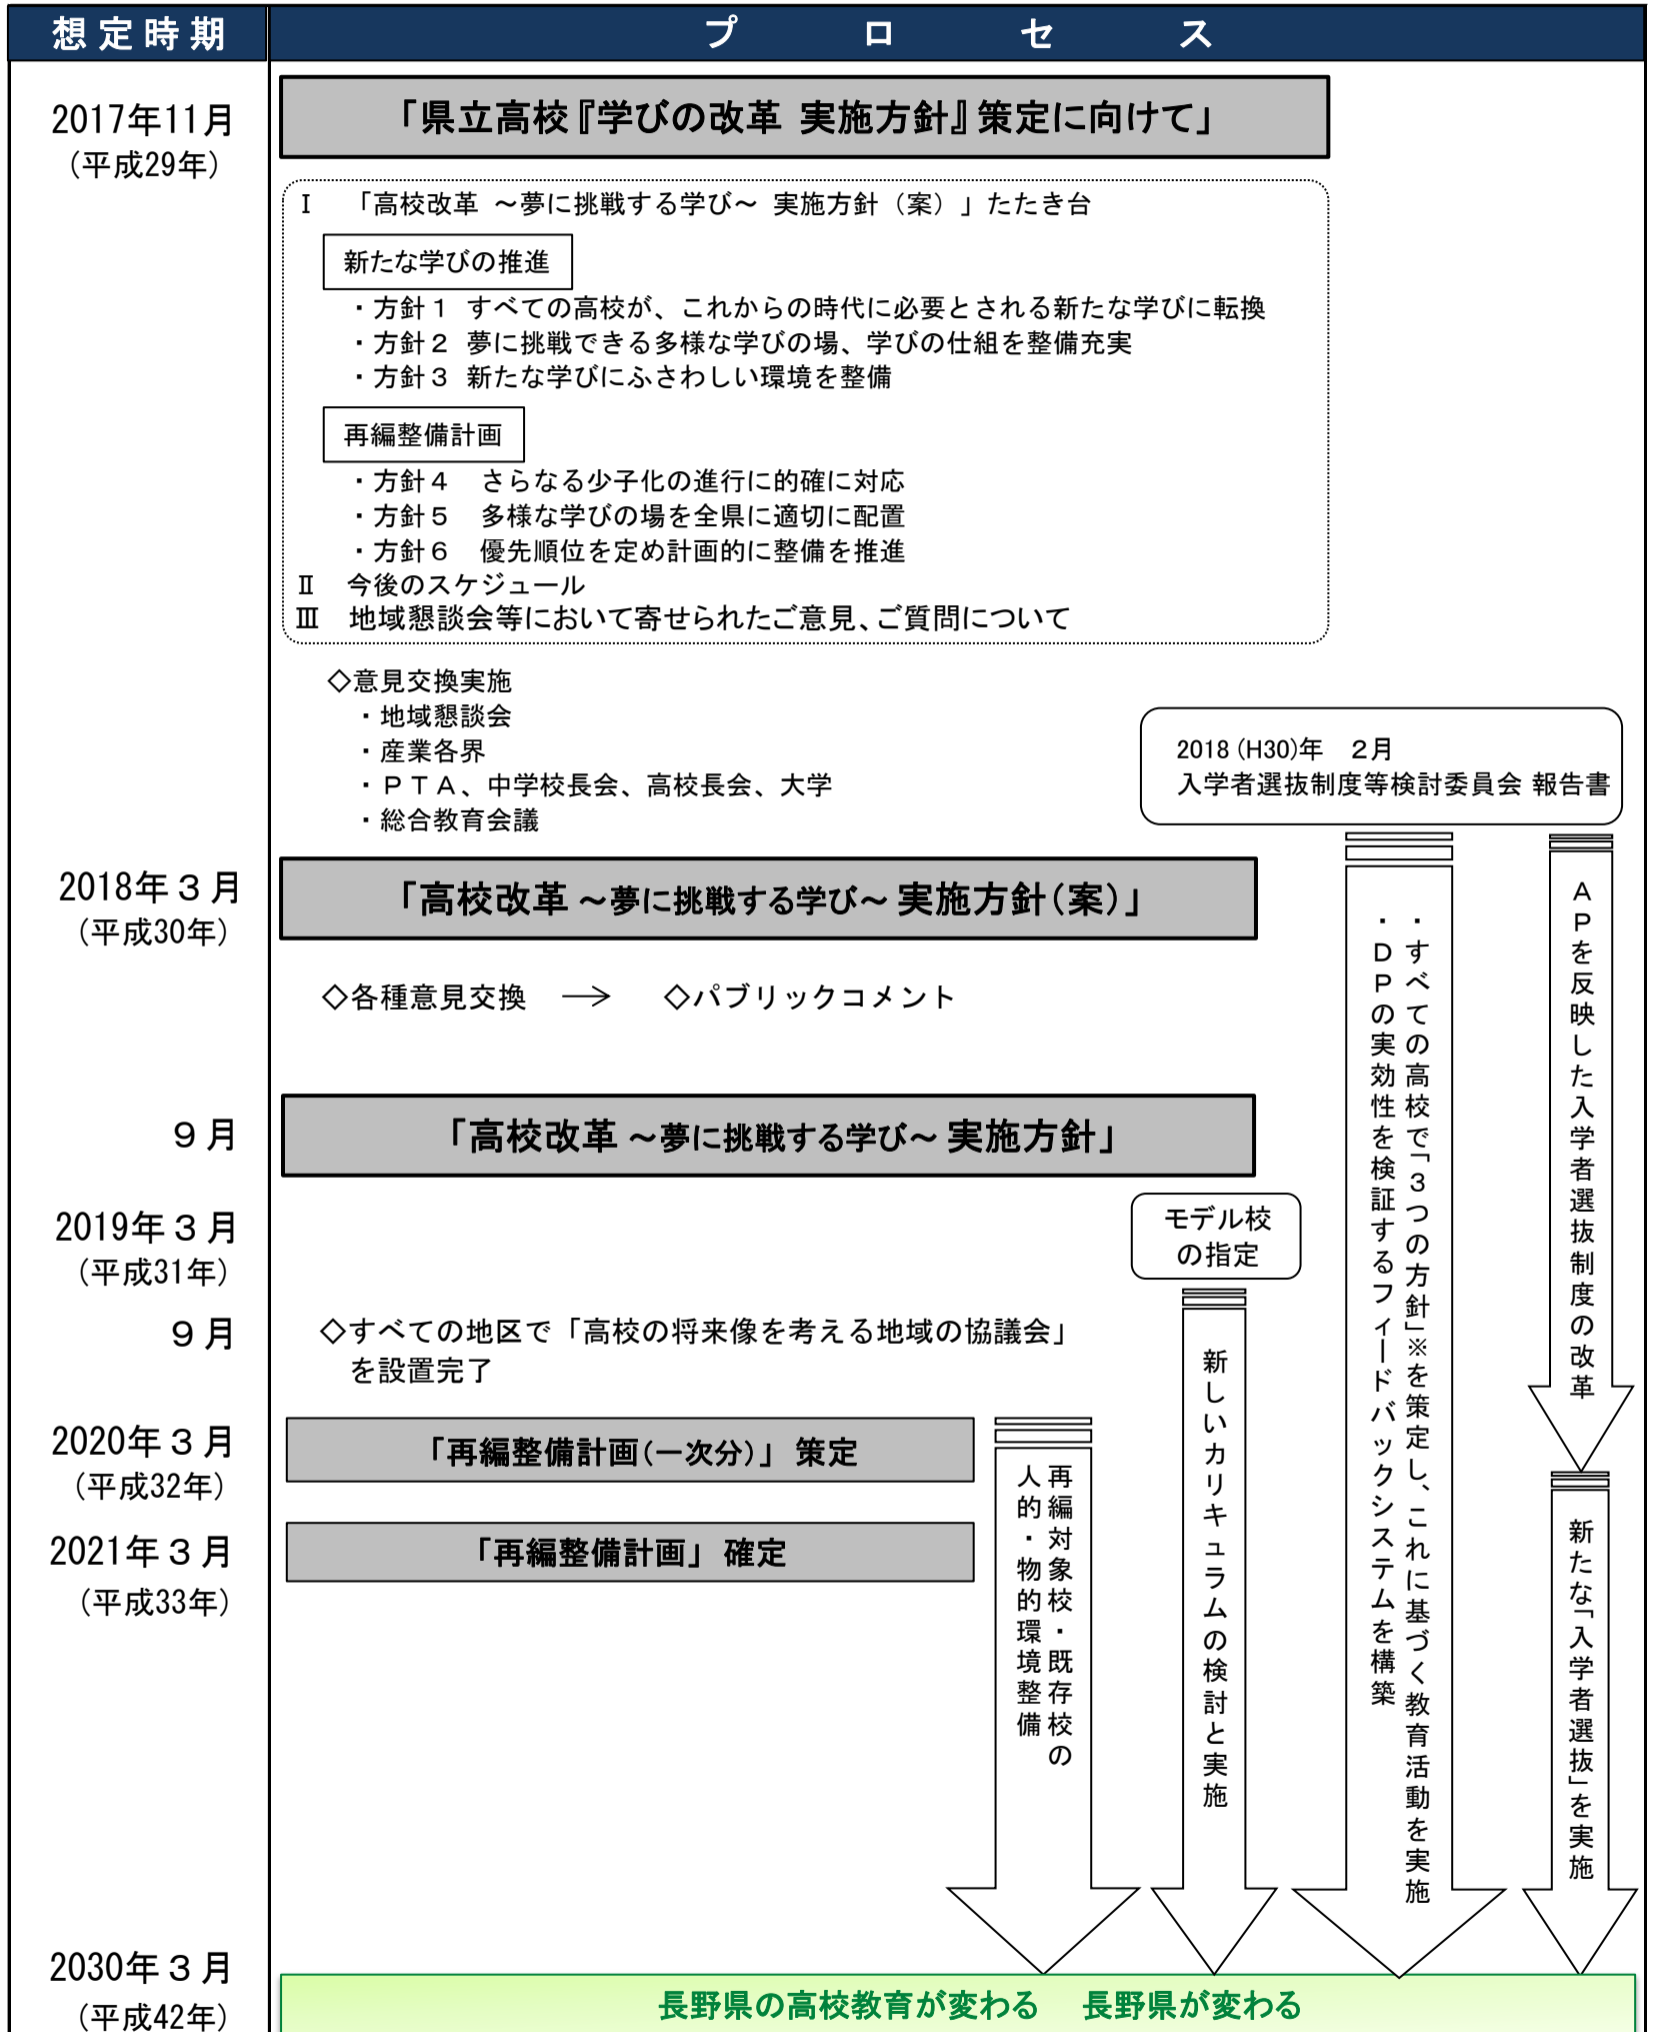 想定時期
プロセス
2017年11月
（平成29年）
「県立高校『学びの改革 実施方針』策定に向けて」
Ⅰ 「高校改革 ～夢に挑戦する学び～ 実施方針（案）」たたき台
新たな学びの推進
・方針１ すべての高校が、これからの時代に必要とされる新たな学びに転換
・方針２ 夢に挑戦できる多様な学びの場、学びの仕組を整備充実
・方針３ 新たな学びにふさわしい環境を整備
再編整備計画
・方針４ さらなる少子化の進行に的確に対応
・方針５ 多様な学びの場を全県に適切に配置
・方針６ 優先順位を定め計画的に整備を推進
Ⅱ 今後のスケジュール
Ⅲ 地域懇談会等において寄せられたご意見、ご質問について
◇意見交換実施
・地域懇談会
・産業各界
・ＰＴＡ、中学校長会、高校長会、大学
・総合教育会議
2018 (H30)年 ２月
入学者選抜制度等検討委員会 報告書
2018年３月
（平成30年）
「高校改革 ～夢に挑戦する学び～ 実施方針（案）」
◇各種意見交換 → ◇パブリックコメント
９月
「高校改革 ～夢に挑戦する学び～ 実施方針」
2019年３月
（平成31年）
モデル校
の指定
９月
◇すべての地区で「高校の将来像を考える地域の協議会」
を設置完了
2020年３月
（平成32年）
「再編整備計画（一次分）」 策定
2021年３月
（平成33年）
「再編整備計画」 確定
再編対象校・既存校の
人的・物的環境整備
新しいカリキュラムの検討と実施
・すべての高校で「３つの方針」※を策定し、これに基づく教育活動を実施
・ＤＰの実効性を検証するフィードバックシステムを構築
ＡＰを反映した入学者選抜制度の改革
新たな「入学者選抜」を実施
2030年３月
（平成42年）
長野県の高校教育が変わる 長野県が変わる